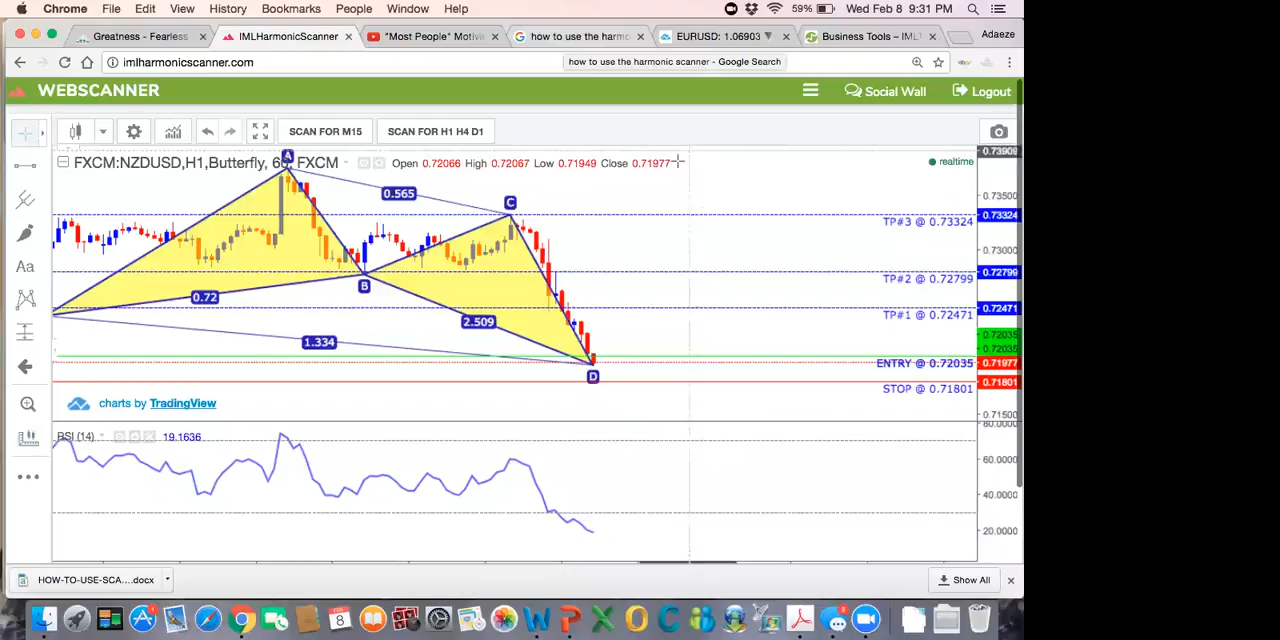 Chrome File Edit View History Bookmarks People Window Help 59% Wed Feb 8 9:31 PM
Greatness - Fearless IMLHarmonicScanner "Most People" Motive how to use the harmo EURUSD: 1.06903 ▼ Business Tools – IML Adaeze
imlharmonicscanner.com how to use the harmonic scanner - Google Search
WEBSCANNER Social Wall Logout
SCAN FOR M15 SCAN FOR H1 H4 D1
FXCM:NZDUSD,H1,Butterfly, 60, FXCM Open 0.72066 High 0.72067 Low 0.71949 Close 0.71977 realtime
0.73909
A
0.565
0.73500
C
TP#3 @ 0.73324 0.73324
0.73000
TP#2 @ 0.72799 0.72799
B
0.72
TP#1 @ 0.72471 0.72471
2.509
0.72035
1.334
0.72035
ENTRY @ 0.72035 0.71977
D
STOP @ 0.71801 0.71801
charts by TradingView
0.71500
80.0000
RSI (14) 19.1636
60.0000
40.0000
20.0000
Aa
HOW-TO-USE-SCA....docx Show All
8